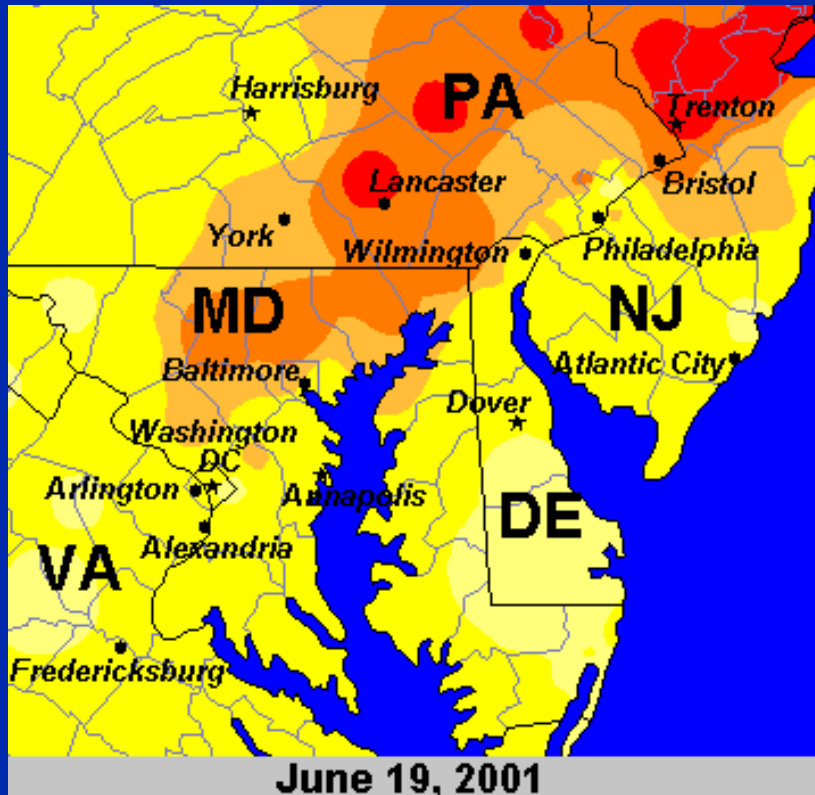 Harrisburg
PA
Trenton
Lancaster
Bristol
York
Wilmington
Philadelphia
MD
NJ
Baltimore
Atlantic City
Dover
Washington
DC
Arlington
Annapolis
DE
Alexandria
VA
Fredericksburg
June 19, 2001